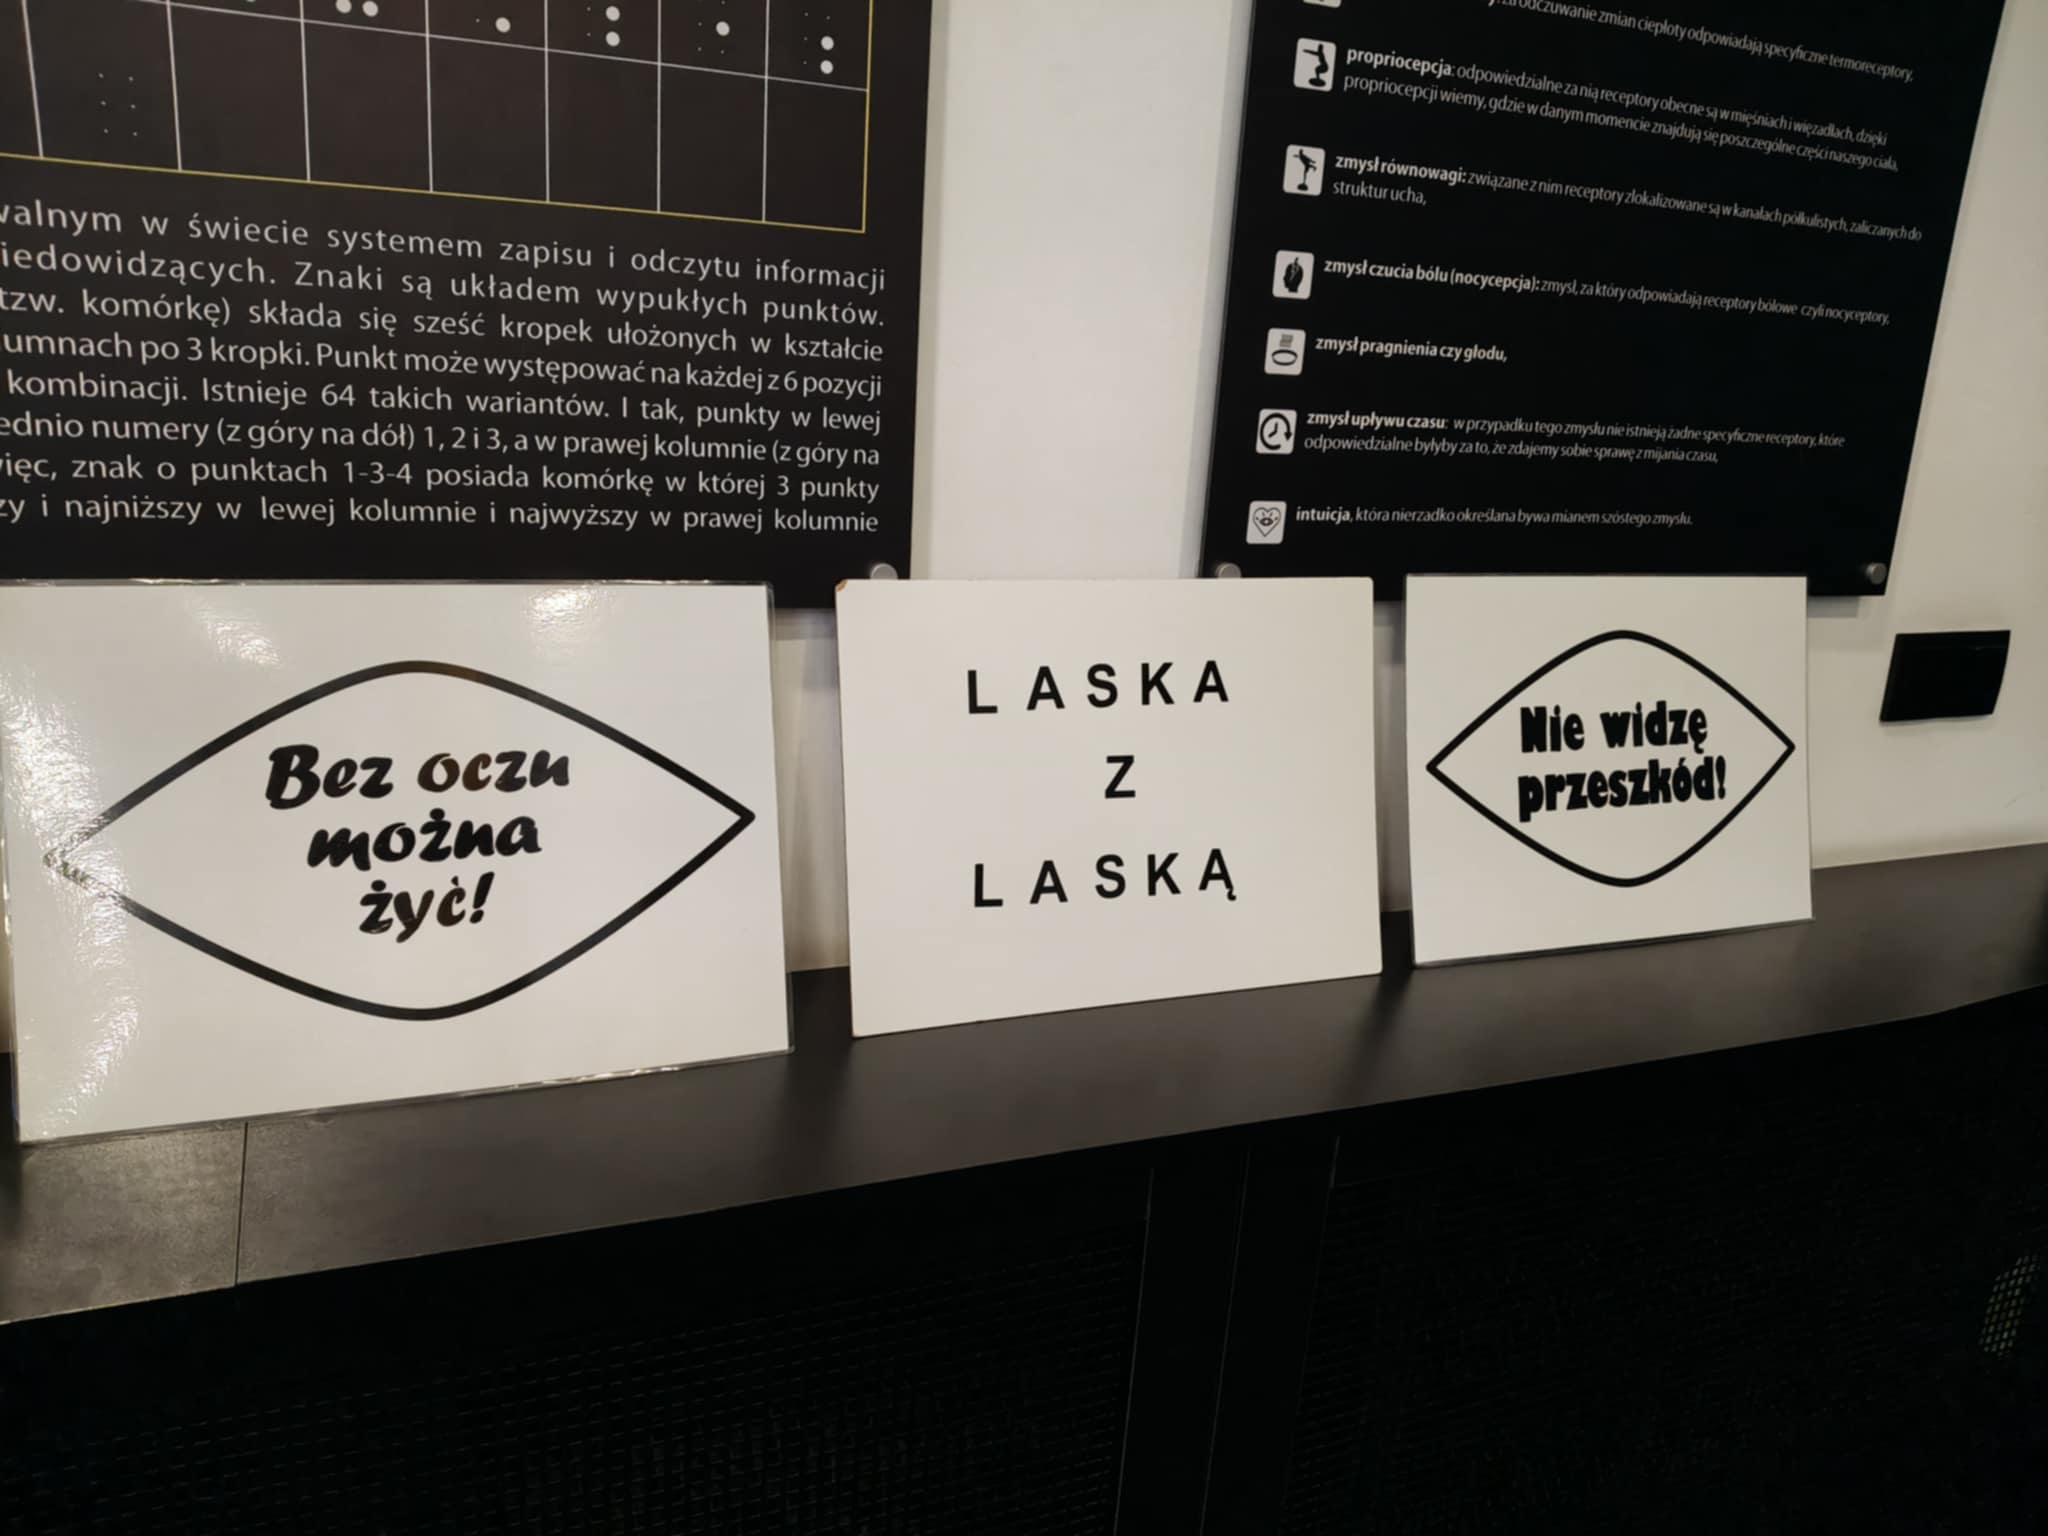 walnym w świecie systemem zapisu i odczytu informacji
iedowidzących. Znaki są układem wypukłych punktów.
tzw. komórkę) składa się sześć kropek ułożonych w kształcie
umnach po 3 kropki. Punkt może występować na każdej z 6 pozycji
kombinacji. Istnieje 64 takich wariantów. I tak, punkty w lewej
ednio numery (z góry na dół) 1, 2 i 3, a w prawej kolumnie (z góry na
więc, znak o punktach 1-3-4 posiada komórkę w której 3 punkty
zy i najniższy w lewej kolumnie i najwyższy w prawej kolumnie
odczuwanie zmian ciepłoty odpowiadają specyficzne termoreceptory,
propriocepcja: odpowiedzialne za nią receptory obecne są w mięśniach i więzadłach, dzięki
propriocepcji wiemy, gdzie w danym momencie znajdują się poszczególne części naszego ciała,
zmysł równowagi: związane z nim receptory zlokalizowane są w kanałach półkulistych, zaliczanych do
struktur ucha,
zmysł czucia bólu (nocycepcja): zmysł, za który odpowiadają receptory bólowe czyli nocyceptory,
zmysł pragnienia czy głodu,
zmysł upływu czasu: w przypadku tego zmysłu nie istnieją żadne specyficzne receptory, które
odpowiedzialne byłyby za to, że zdajemy sobie sprawę z mijania czasu,
intuicja, która nierzadko określana bywa mianem szóstego zmysłu.
Bez oczu
można
żyć!
LASKA
Z
LASKĄ
Nie widzę
przeszkód!